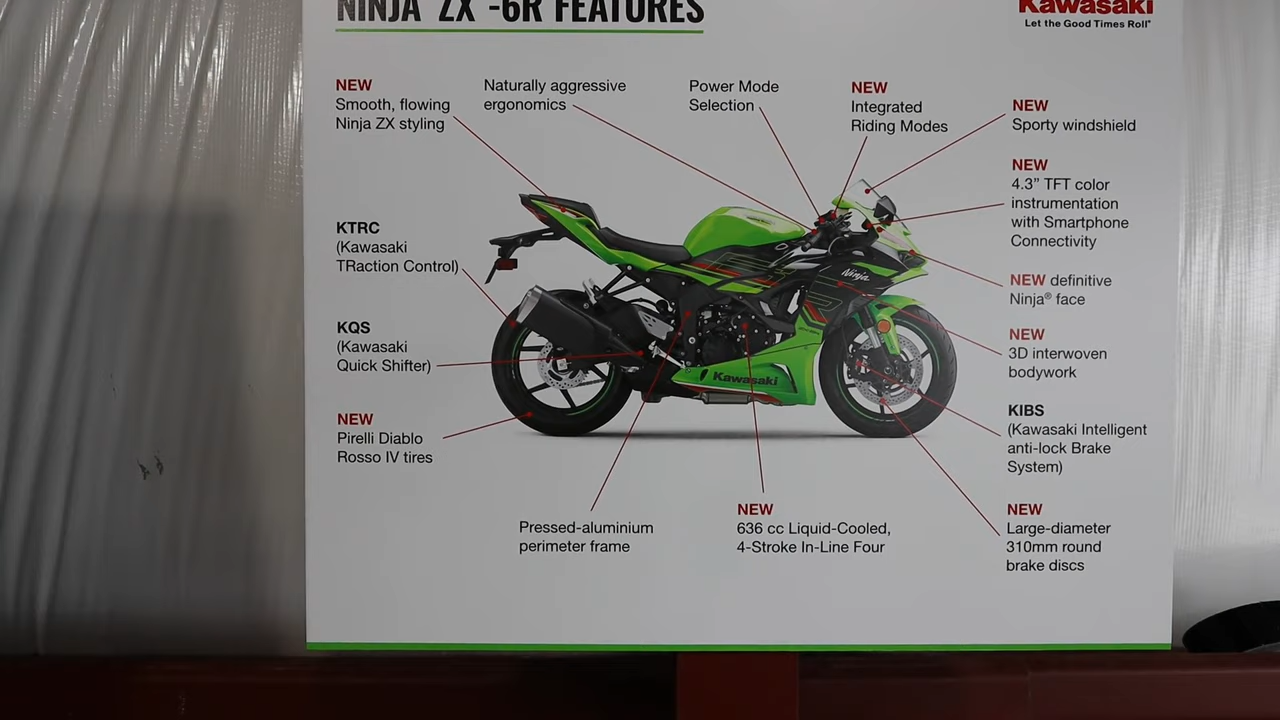 NINJA ZX -6R FEATURES
Kawasaki
Let the Good Times Roll®
NEW
Smooth, flowing
Ninja ZX styling
Naturally aggressive
ergonomics
Power Mode
Selection
NEW
Integrated
Riding Modes
NEW
Sporty windshield
NEW
4.3” TFT color
instrumentation
with Smartphone
Connectivity
KTRC
(Kawasaki
TRaction Control)
NEW definitive
Ninja® face
KQS
(Kawasaki
Quick Shifter)
NEW
3D interwoven
bodywork
NEW
Pirelli Diablo
Rosso IV tires
KIBS
(Kawasaki Intelligent
anti-lock Brake
System)
Pressed-aluminium
perimeter frame
NEW
636 cc Liquid-Cooled,
4-Stroke In-Line Four
NEW
Large-diameter
310mm round
brake discs
Ninja
Kawasaki